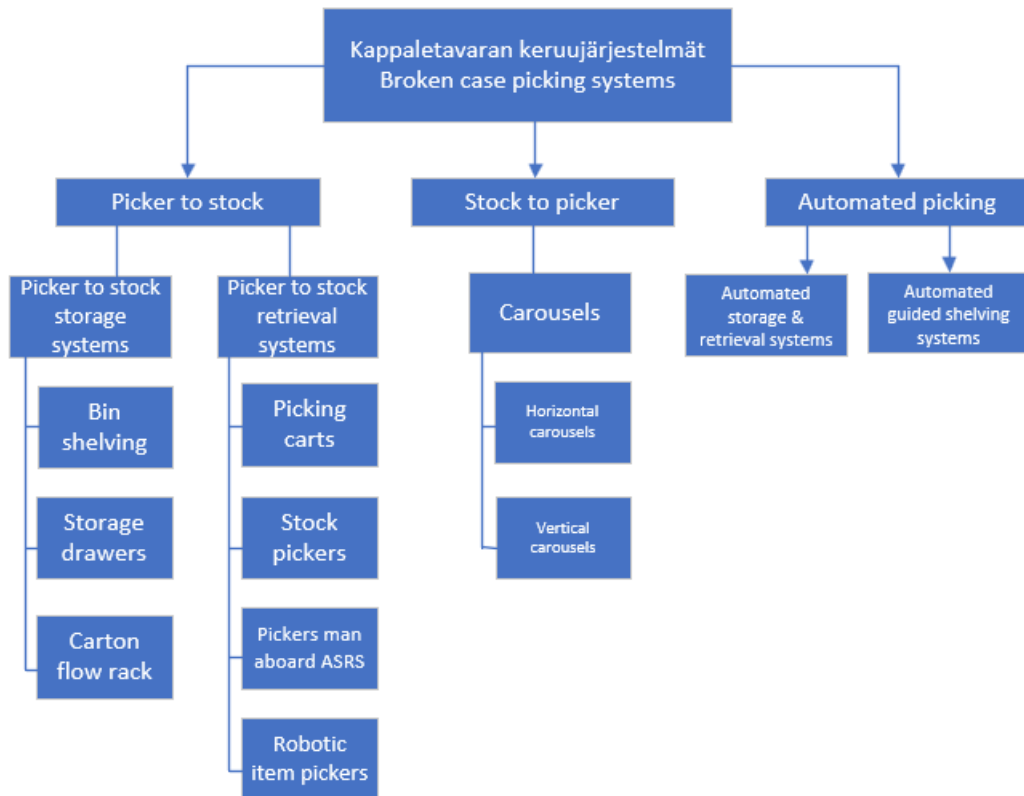 Kappaletavaran keruujärjestelmät
Broken case picking systems
Picker to stock
Stock to picker
Automated picking
Picker to stock
storage
systems
Picker to stock
retrieval
systems
Carousels
Automated
storage &
retrieval systems
Automated
guided shelving
systems
Bin
shelving
Picking
carts
Horizontal
carousels
Storage
drawers
Stock
pickers
Vertical
carousels
Carton
flow rack
Pickers man
aboard ASRS
Robotic
item pickers